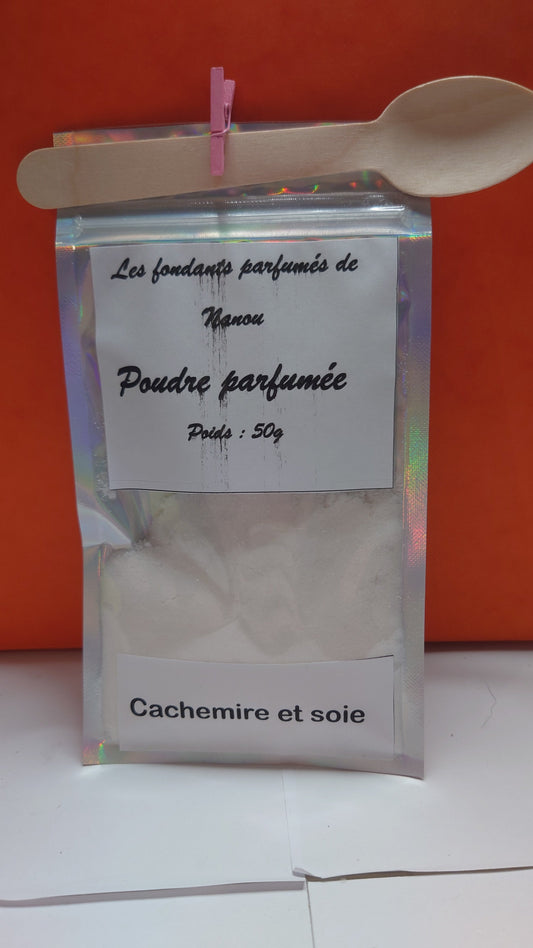 Les fondants parfumés de
Nanou
Poudre parfumée
Poids : 50g
Cachemire et soie